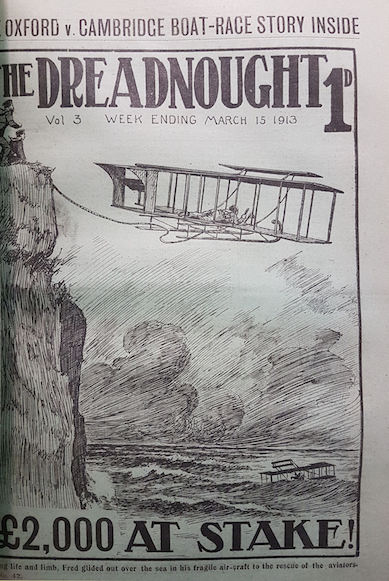 OXFORD v. CAMBRIDGE BOAT-RACE STORY INSIDE
THE DREADNOUGHT 1D
Vol 3 WEEK ENDING MARCH 15 1913
£2,000 AT STAKE!
life and limb, Fred glided out over the sea in his fragile air-craft to the rescue of the aviators.